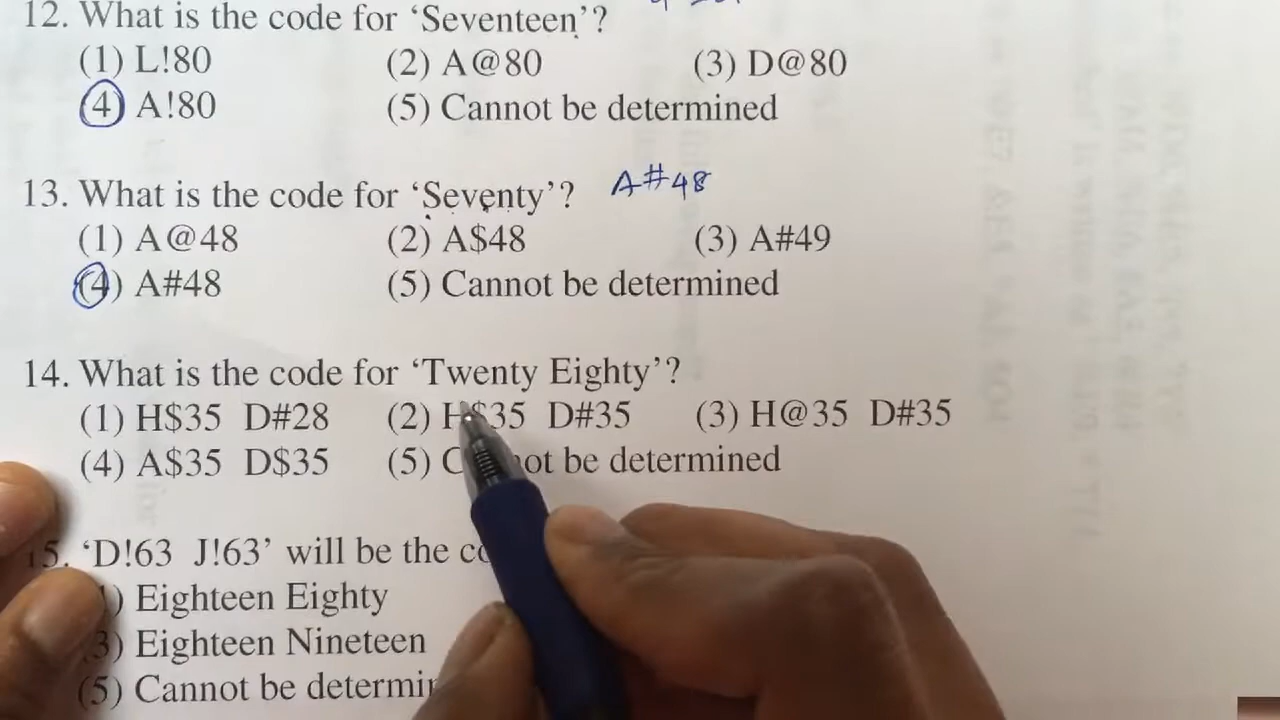 12. What is the code for ‘Seventeen’?
(1) L!80 (2) A@80 (3) D@80
(4) A!80 (5) Cannot be determined
13. What is the code for ‘Seventy’? A#48
(1) A@48 (2) A$48 (3) A#49
(4) A#48 (5) Cannot be determined
14. What is the code for ‘Twenty Eighty’?
(1) H$35 D#28 (2) H$35 D#35 (3) H@35 D#35
(4) A$35 D$35 (5) be determined
15. ‘D!63 J!63’ will be the
Eighteen Eighty
3) Eighteen Nineteen
(5) Cannot be